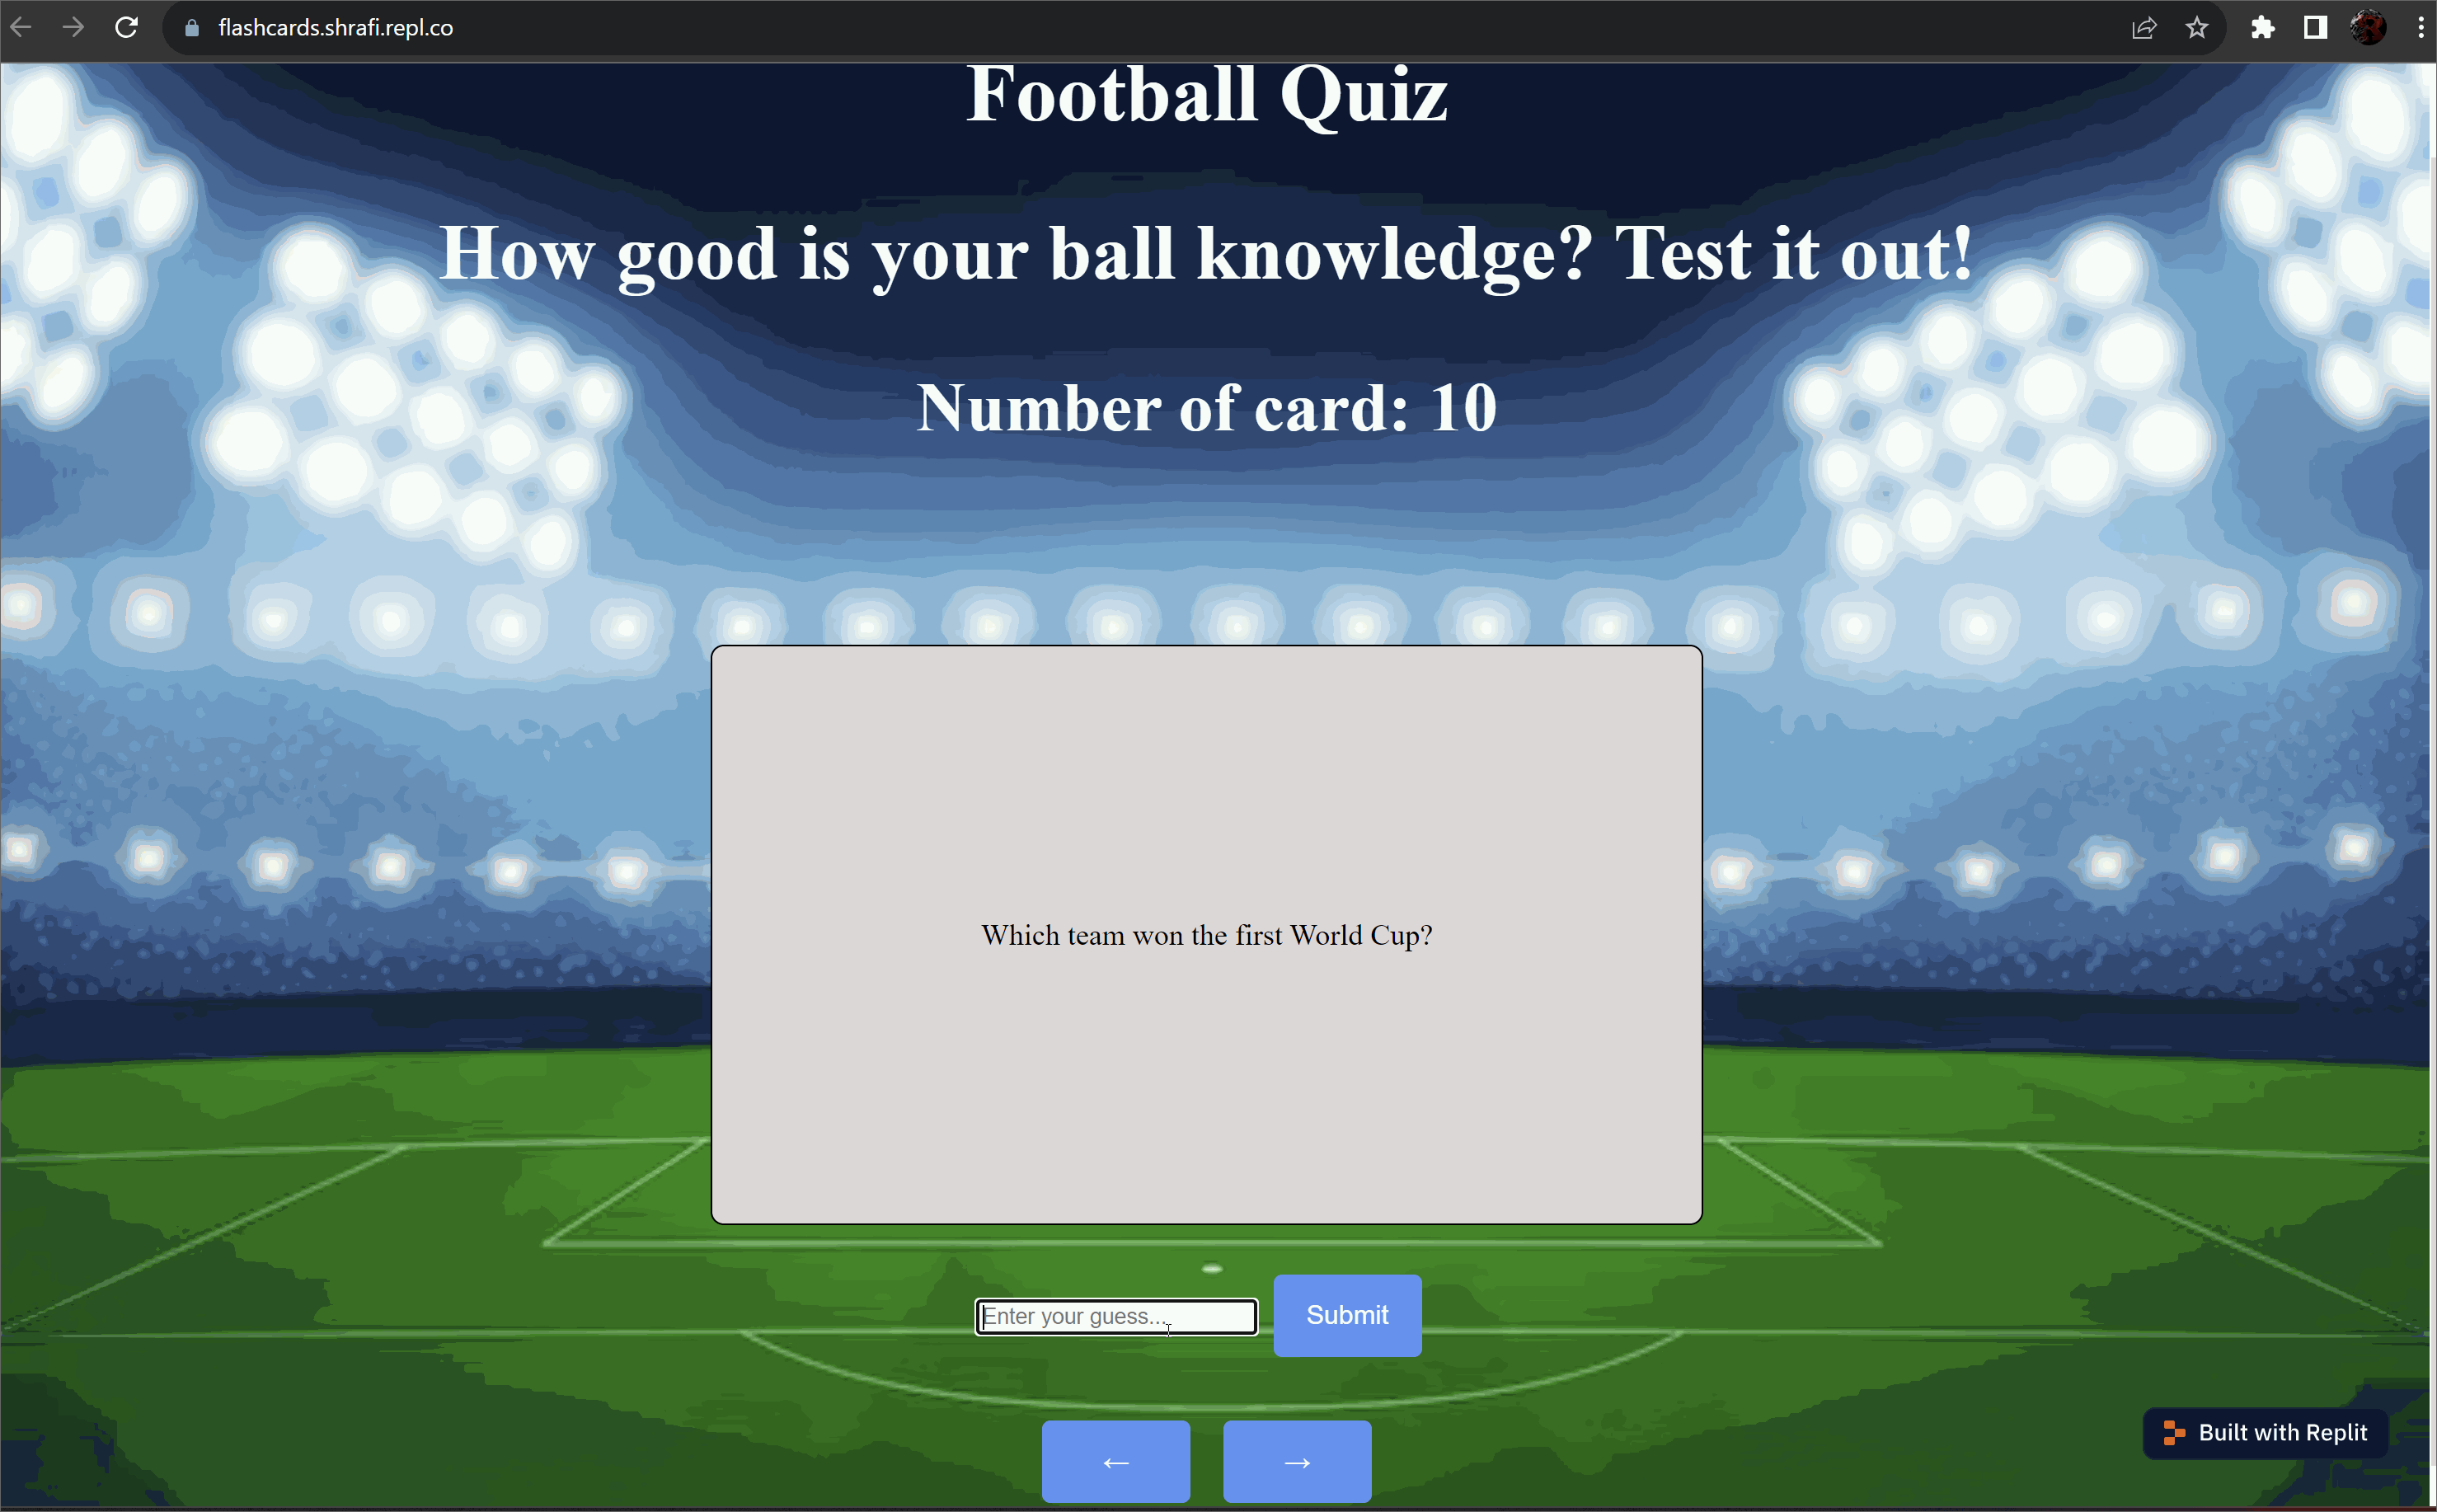 flashcards.shrafi.repl.co
Football Quiz
How good is your ball knowledge? Test it out!
Number of card: 10
Which team won the first World Cup?
Enter your guess...
Submit
← →
Built with Replit